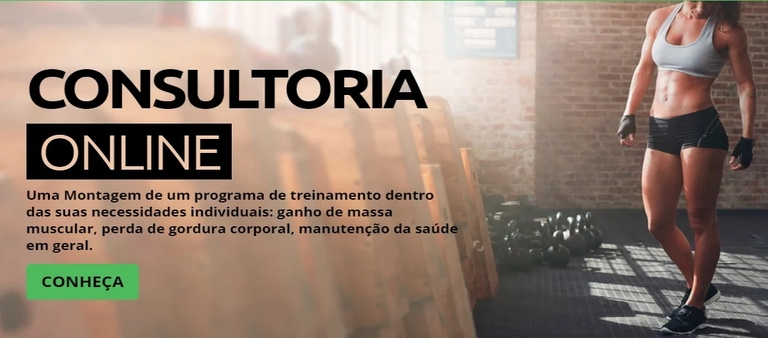 CONSULTORIA
ONLINE
Uma Montagem de um programa de treinamento dentro
das suas necessidades individuais: ganho de massa
muscular, perda de gordura corporal, manutenção da saúde
em geral.
CONHEÇA